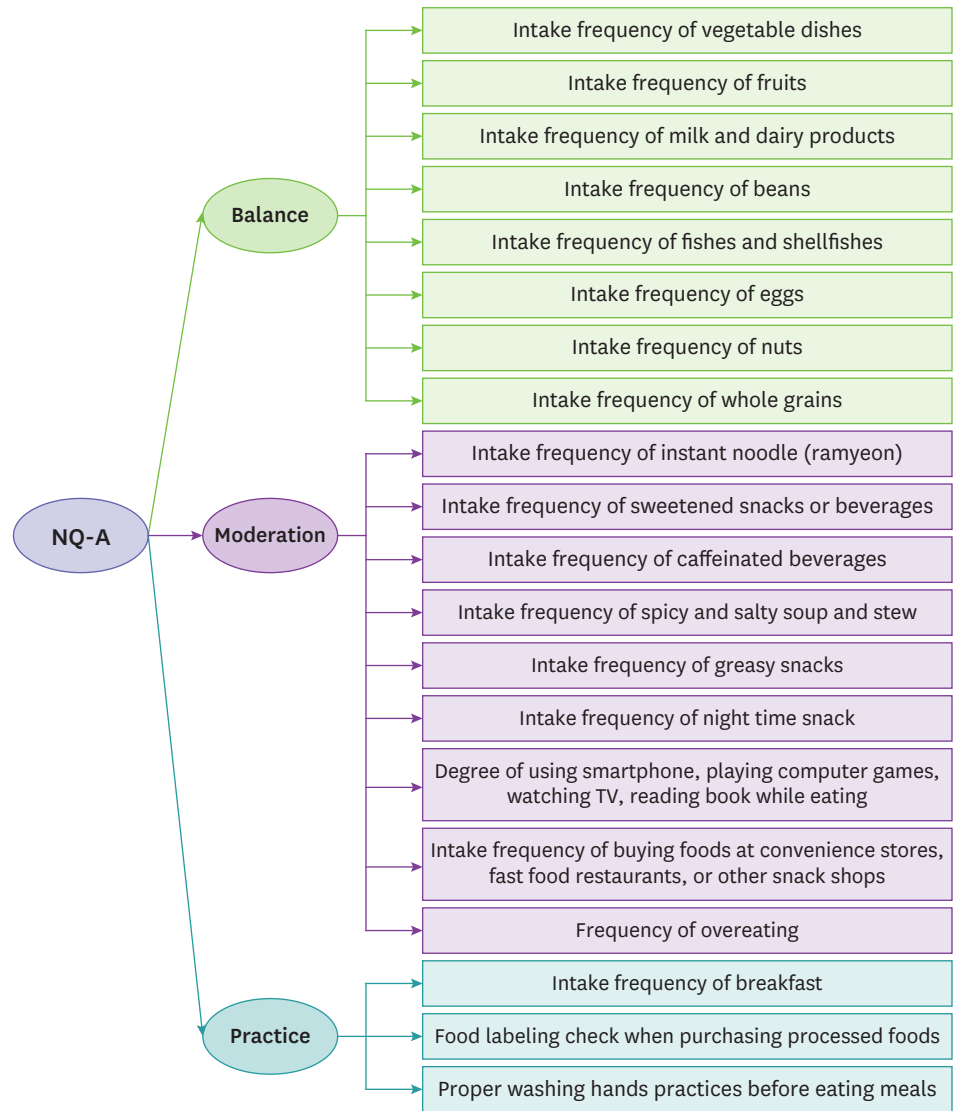 Intake frequency of vegetable dishes
Intake frequency of fruits
Intake frequency of milk and dairy products
Intake frequency of beans
Balance
Intake frequency of fishes and shellfishes
Intake frequency of eggs
Intake frequency of nuts
Intake frequency of whole grains
Intake frequency of instant noodle (ramyeon)
Intake frequency of sweetened snacks or beverages
NQ-A
Moderation
Intake frequency of caffeinated beverages
Intake frequency of spicy and salty soup and stew
Intake frequency of greasy snacks
Intake frequency of night time snack
Degree of using smartphone, playing computer games,
watching TV, reading book while eating
Intake frequency of buying foods at convenience stores,
fast food restaurants, or other snack shops
Frequency of overeating
Intake frequency of breakfast
Practice
Food labeling check when purchasing processed foods
Proper washing hands practices before eating meals